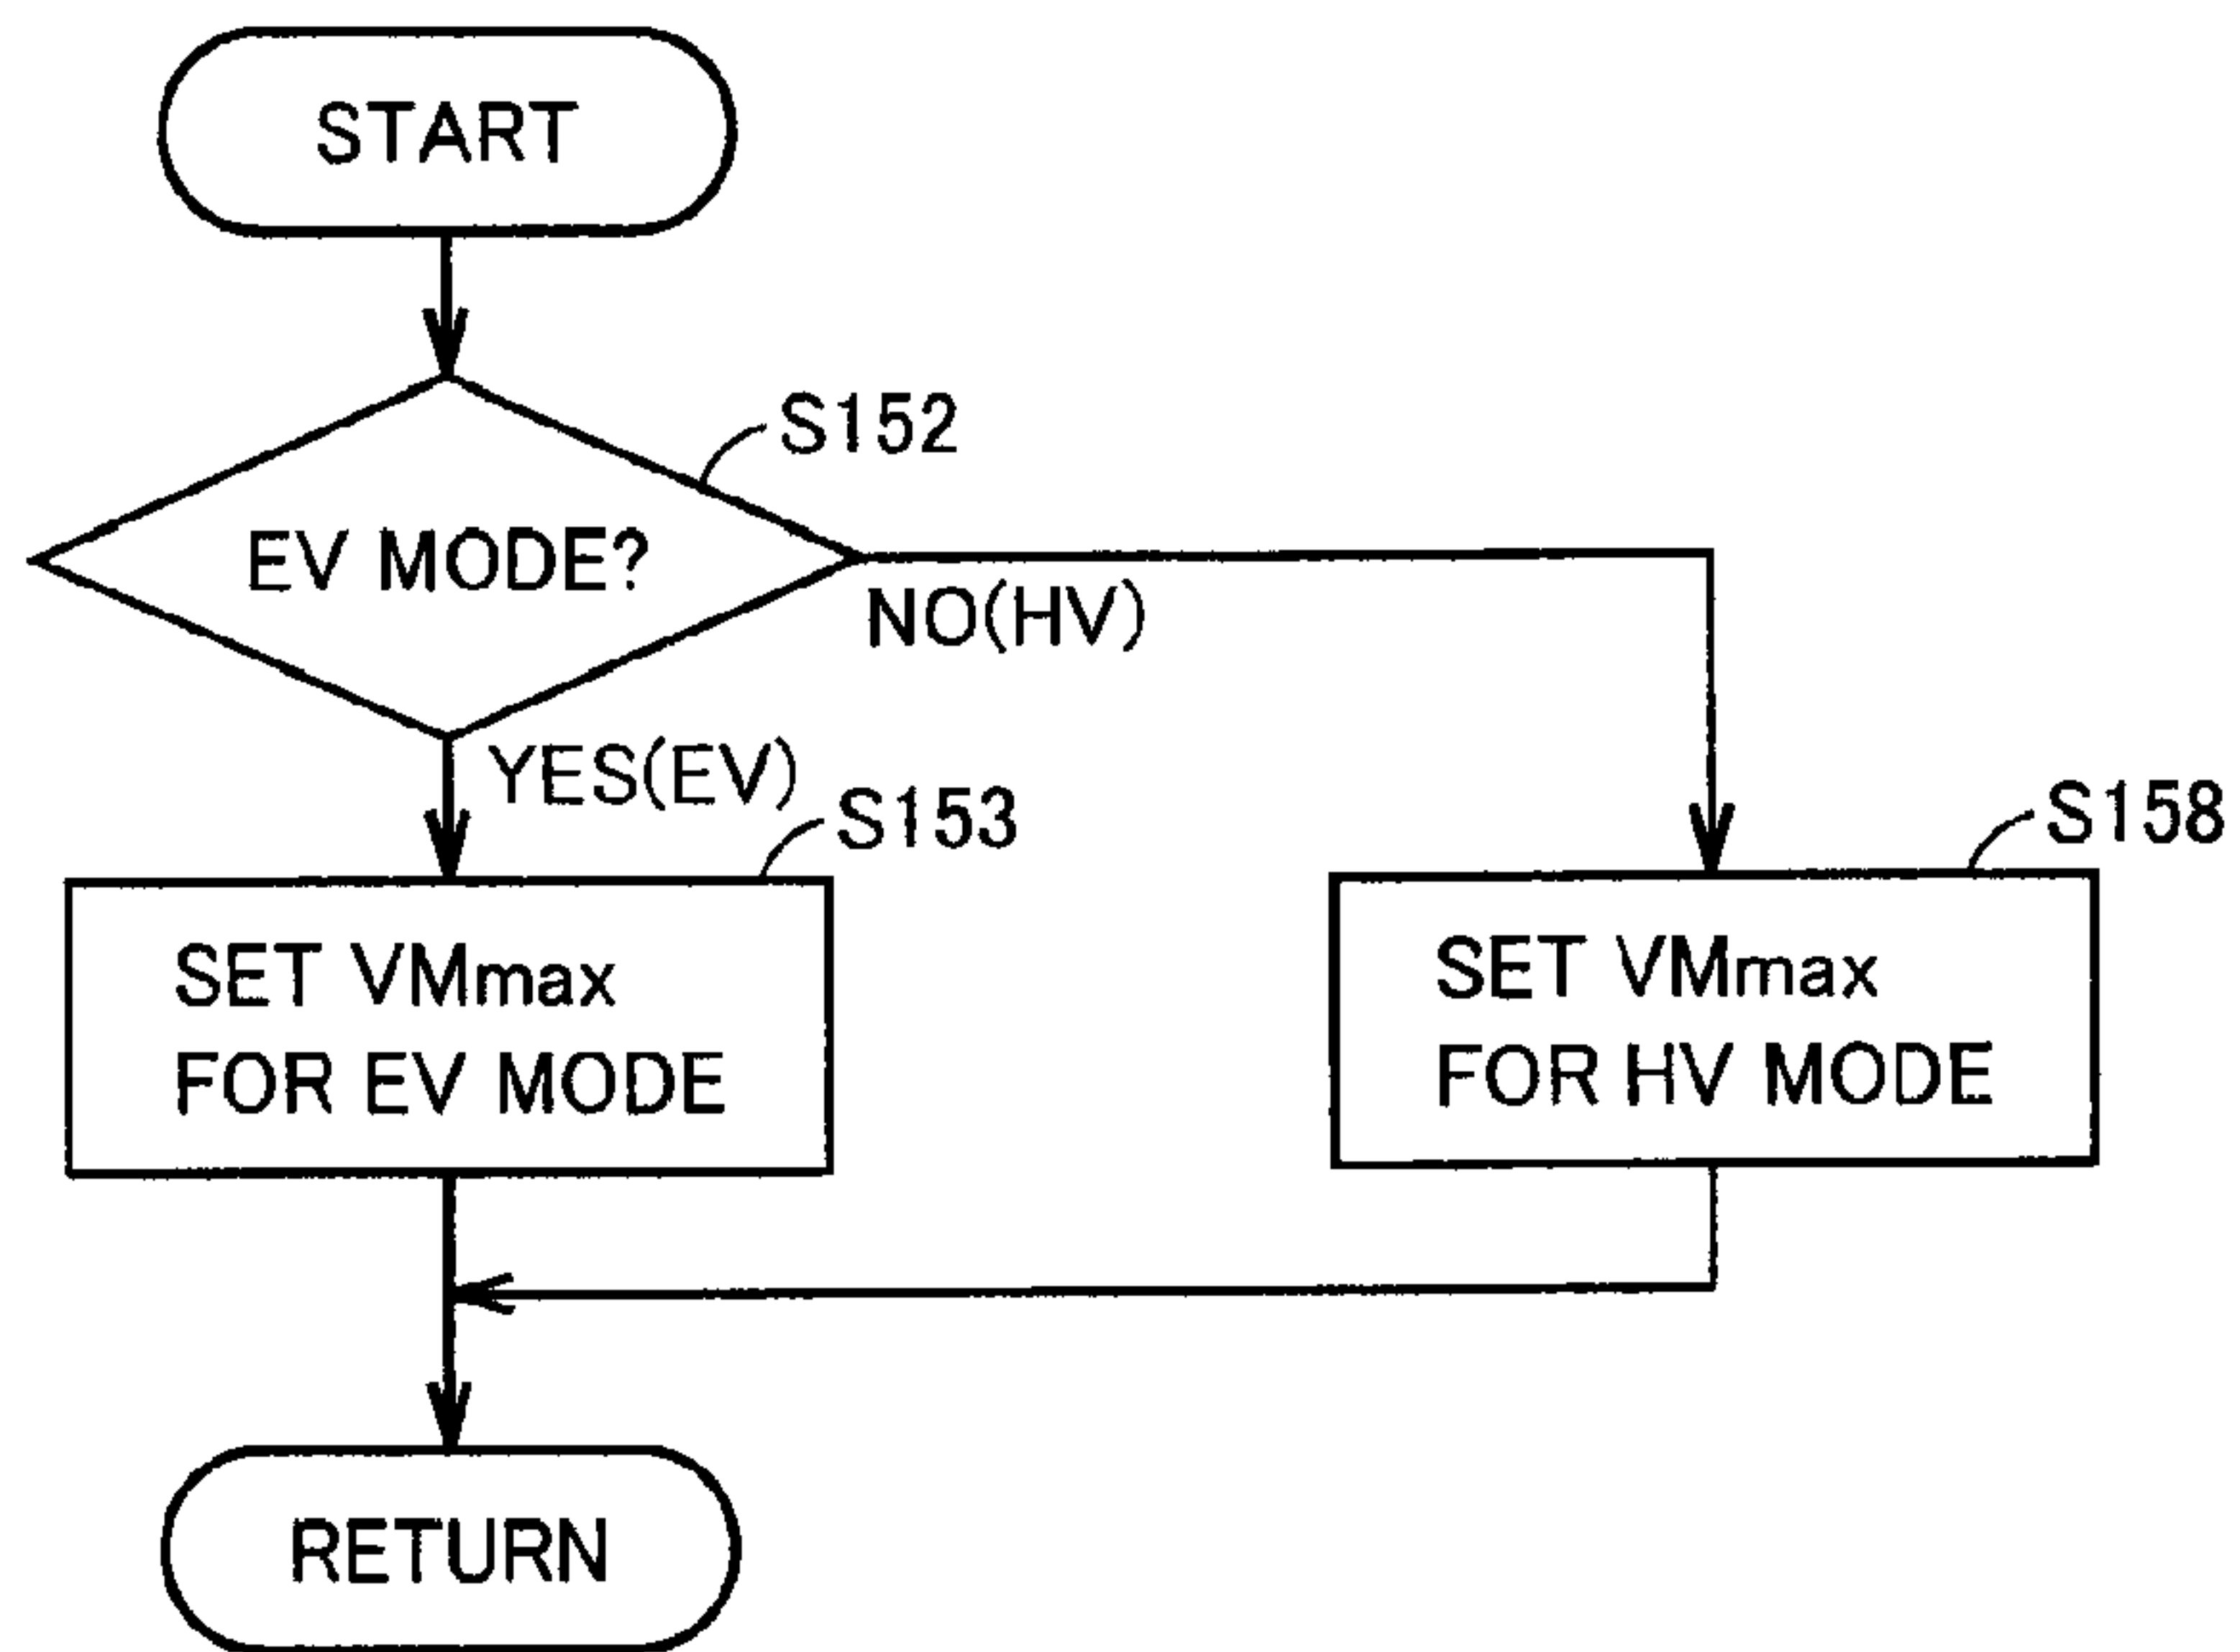 START
S152
EV MODE?
NO(HV)
YES(EV)
S153
S158
SET VMmax
FOR EV MODE
SET VMmax
FOR HV MODE
RETURN